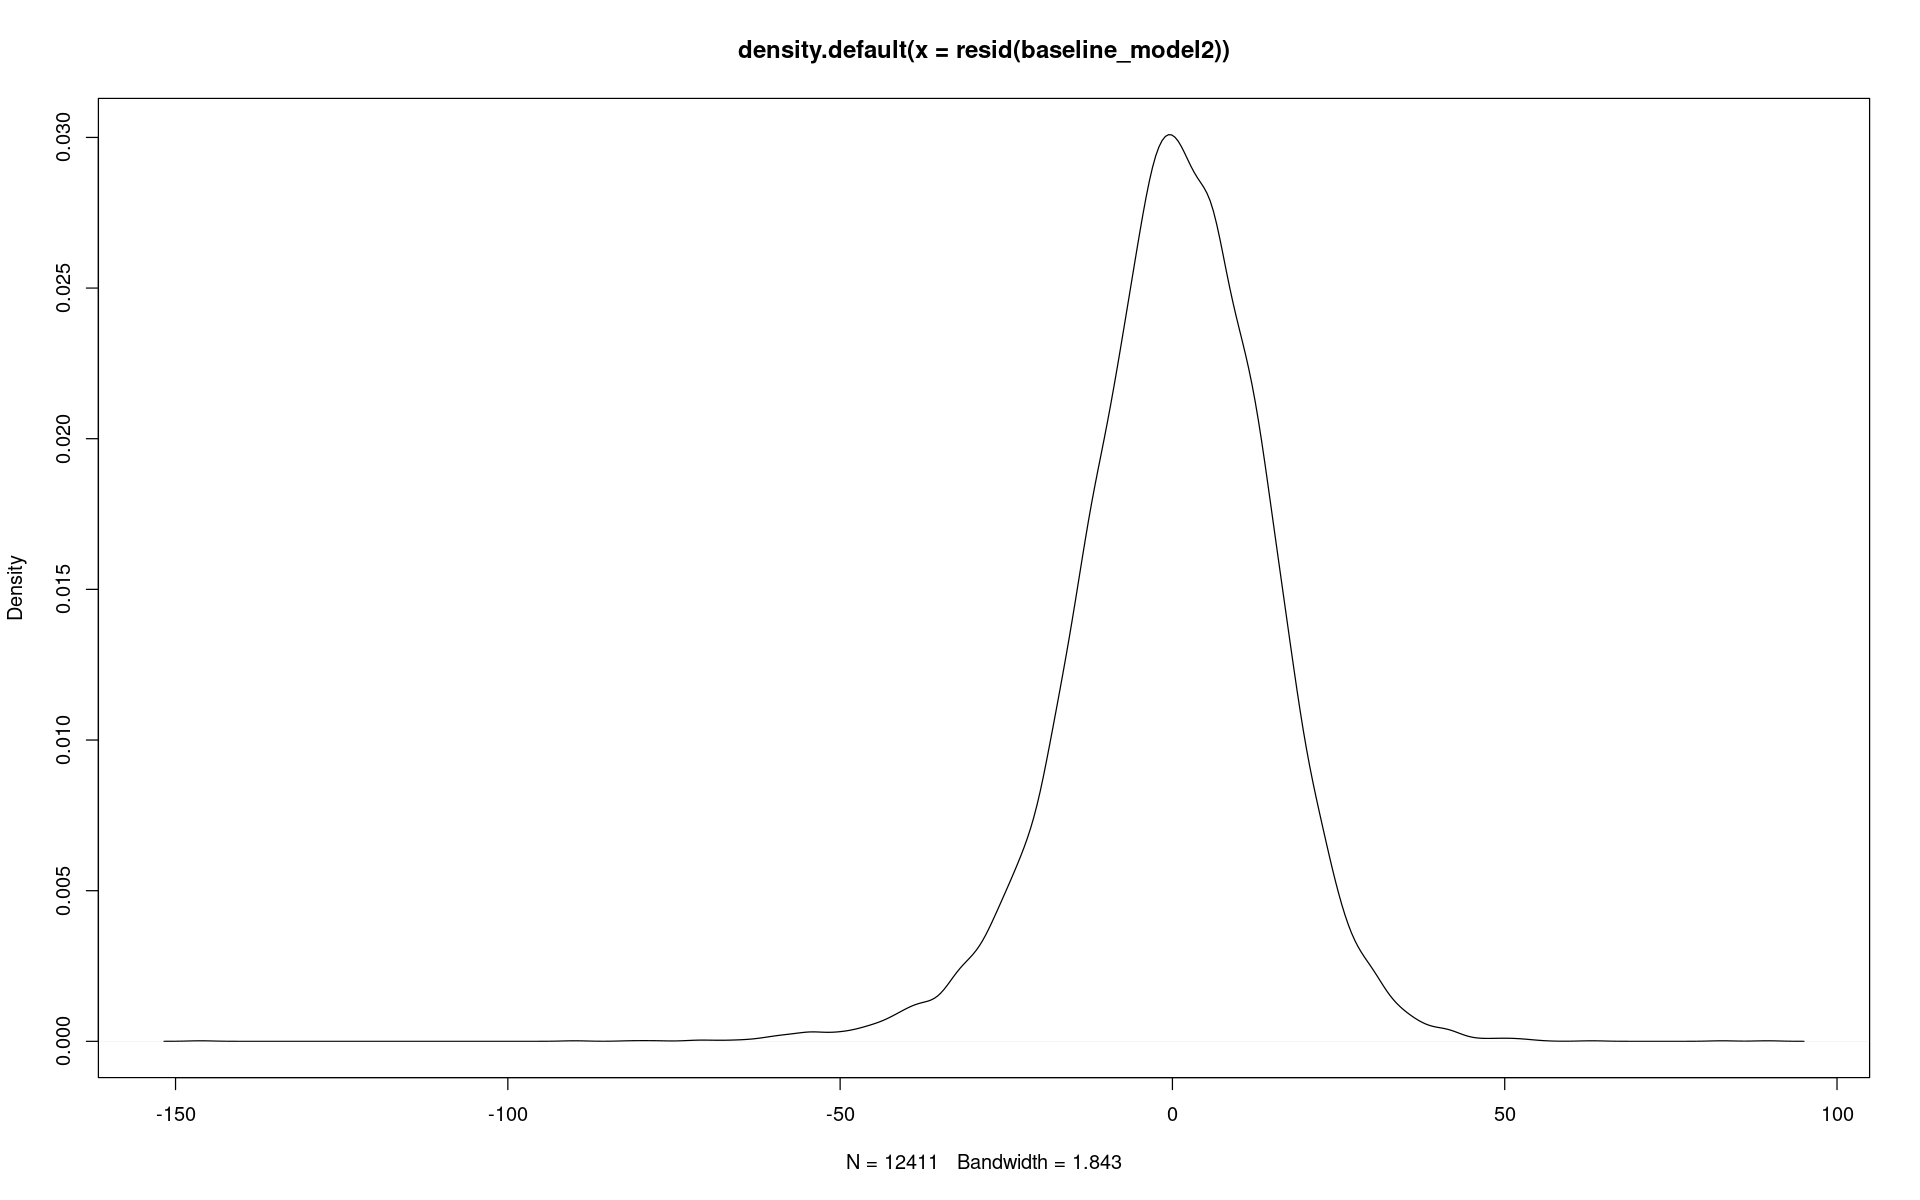 density.default(x = resid(baseline_model2))
Density
0.030
0.025
0.020
0.015
0.010
0.005
0.000
-150 -100 -50 0 50 100
N = 12411 Bandwidth = 1.843